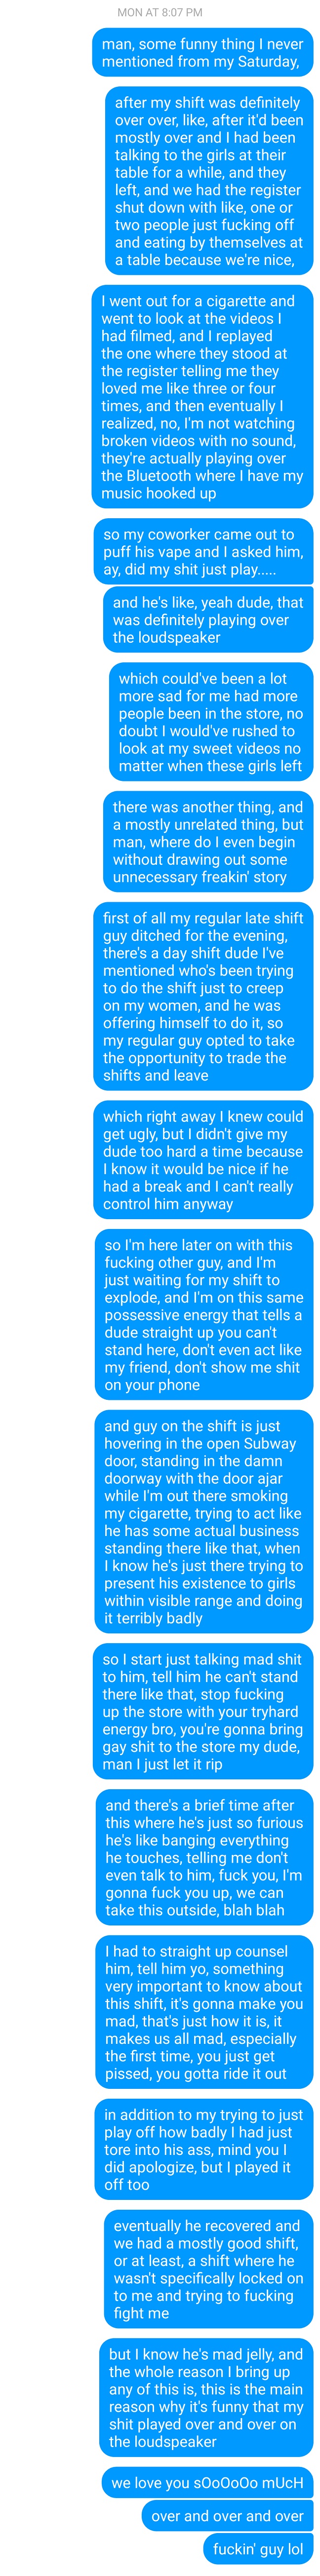 MON AT 8:07 PM
man, some funny thing I never
mentioned from my Saturday,
after my shift was definitely
over over, like, after it'd been
mostly over and I had been
talking to the girls at their
table for a while, and they
left, and we had the register
shut down with like, one or
two people just fucking off
and eating by themselves at
a table because we're nice,
I went out for a cigarette and
went to look at the videos I
had filmed, and I replayed
the one where they stood at
the register telling me they
loved me like three or four
times, and then eventually I
realized, no, I'm not watching
broken videos with no sound,
they're actually playing over
the Bluetooth where I have my
music hooked up
so my coworker came out to
puff his vape and I asked him,
ay, did my shit just play.....
and he's like, yeah dude, that
was definitely playing over
the loudspeaker
which could've been a lot
more sad for me had more
people been in the store, no
doubt I would've rushed to
look at my sweet videos no
matter when these girls left
there was another thing, and
a mostly unrelated thing, but
man, where do I even begin
without drawing out some
unnecessary freakin' story
first of all my regular late shift
guy ditched for the evening,
there's a day shift dude I've
mentioned who's been trying
to do the shift just to creep
on my women, and he was
offering himself to do it, so
my regular guy opted to take
the opportunity to trade the
shifts and leave
which right away I knew could
get ugly, but I didn't give my
dude too hard a time because
I know it would be nice if he
had a break and I can't really
control him anyway
so I'm here later on with this
fucking other guy, and I'm
just waiting for my shift to
explode, and I'm on this same
possessive energy that tells a
dude straight up you can't
stand here, don't even act like
my friend, don't show me shit
on your phone
and guy on the shift is just
hovering in the open Subway
door, standing in the damn
doorway with the door ajar
while I'm out there smoking
my cigarette, trying to act like
he has some actual business
standing there like that, when
I know he's just there trying to
present his existence to girls
within visible range and doing
it terribly badly
so I start just talking mad shit
to him, tell him he can't stand
there like that, stop fucking
up the store with your tryhard
energy bro, you're gonna bring
gay shit to the store my dude,
man I just let it rip
and there's a brief time after
this where he's just so furious
he's like banging everything
he touches, telling me don't
even talk to him, fuck you, I'm
gonna fuck you up, we can
take this outside, blah blah
I had to straight up counsel
him, tell him yo, something
very important to know about
this shift, it's gonna make you
mad, that's just how it is, it
makes us all mad, especially
the first time, you just get
pissed, you gotta ride it out
in addition to my trying to just
play off how badly I had just
tore into his ass, mind you I
did apologize, but I played it
off too
eventually he recovered and
we had a mostly good shift,
or at least, a shift where he
wasn't specifically locked on
to me and trying to fucking
fight me
but I know he's mad jelly, and
the whole reason I bring up
any of this is, this is the main
reason why it's funny that my
shit played over and over on
the loudspeaker
we love you sOoOoOo mUcH
over and over and over
fuckin' guy lol